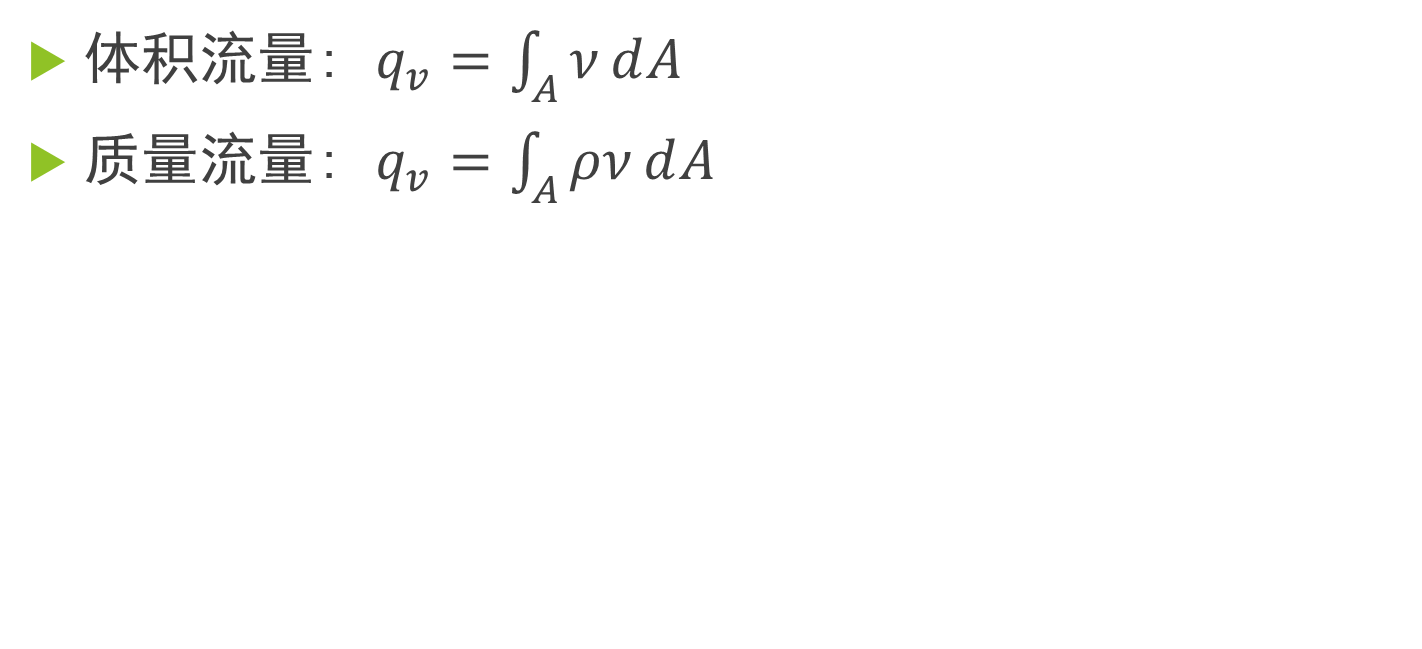 ▶ 体积流量： $q_v = \int_A v \, dA$
▶ 质量流量： $q_v = \int_A \rho v \, dA$